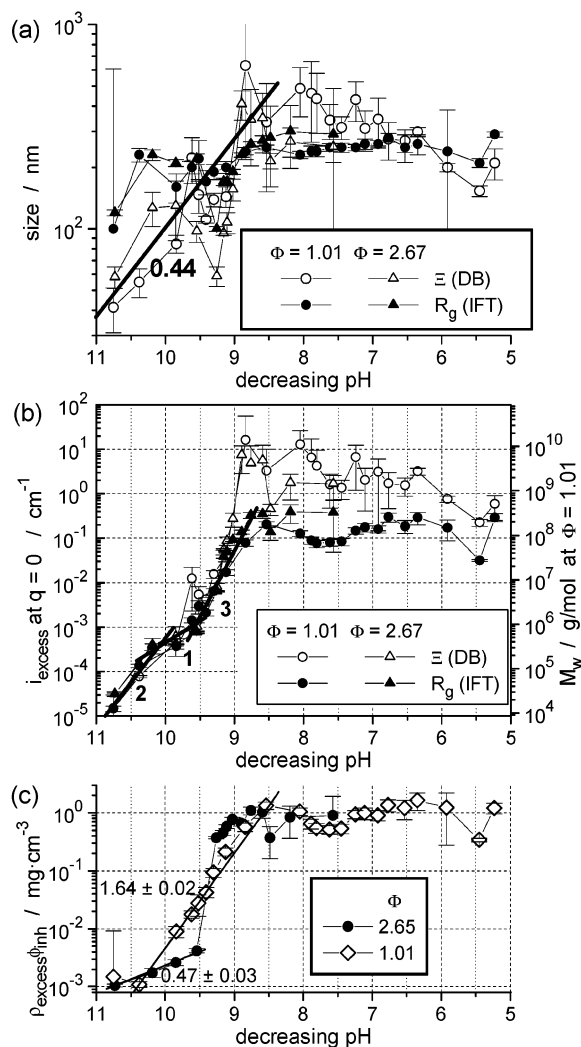 (a)
10³
size / nm
10²
0.44
Φ = 1.01 Φ = 2.67
Ξ (DB)
R_g (IFT)
11 10 9 8 7 6 5
decreasing pH
(b)
10²
10¹
10⁰
10⁻¹
10⁻²
10⁻³
10⁻⁴
10⁻⁵
i_excess at q = 0 / cm⁻¹
10¹⁰
10⁹
10⁸
10⁷
10⁶
10⁵
10⁴
M_w / g/mol at Φ = 1.01
2
1
3
Φ = 1.01 Φ = 2.67
Ξ (DB)
R_g (IFT)
11 10 9 8 7 6 5
decreasing pH
(c)
10⁰
10⁻¹
10⁻²
10⁻³
ρ_excessϕ_inh / mg·cm⁻³
1.64 ± 0.02
0.47 ± 0.03
Φ
2.65
1.01
11 10 9 8 7 6 5
decreasing pH